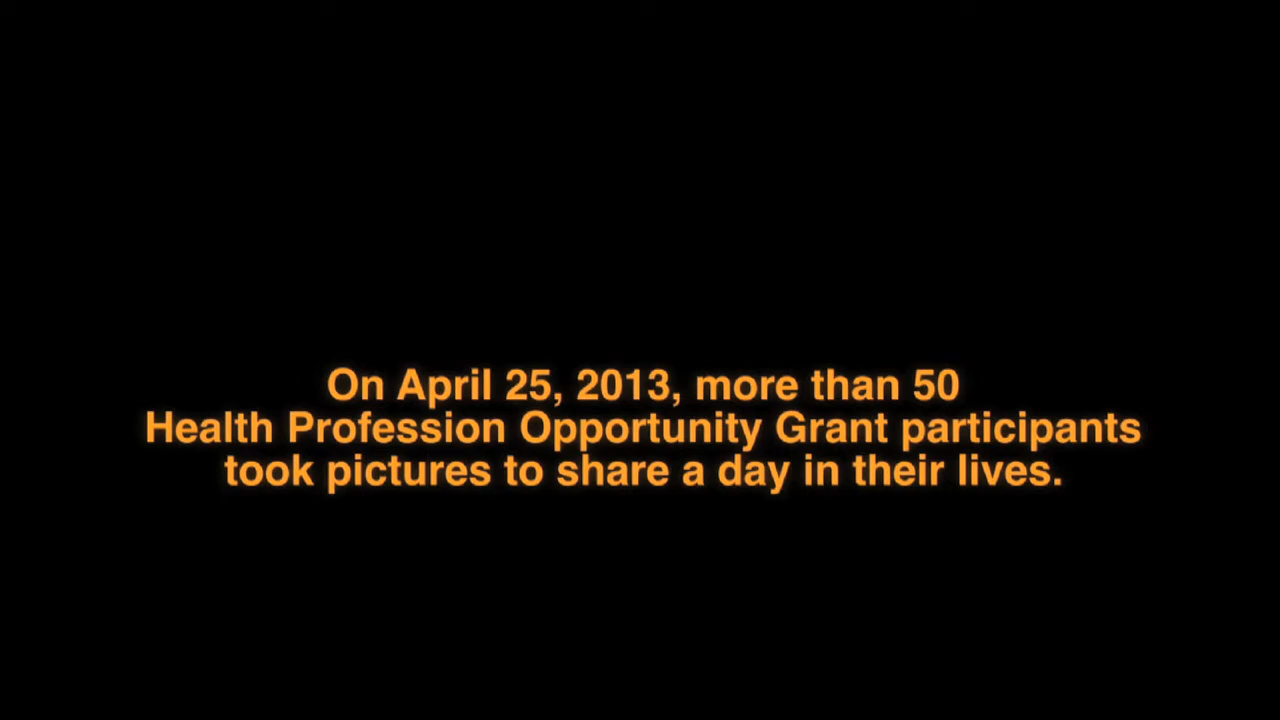 On April 25, 2013, more than 50
Health Profession Opportunity Grant participants
took pictures to share a day in their lives.